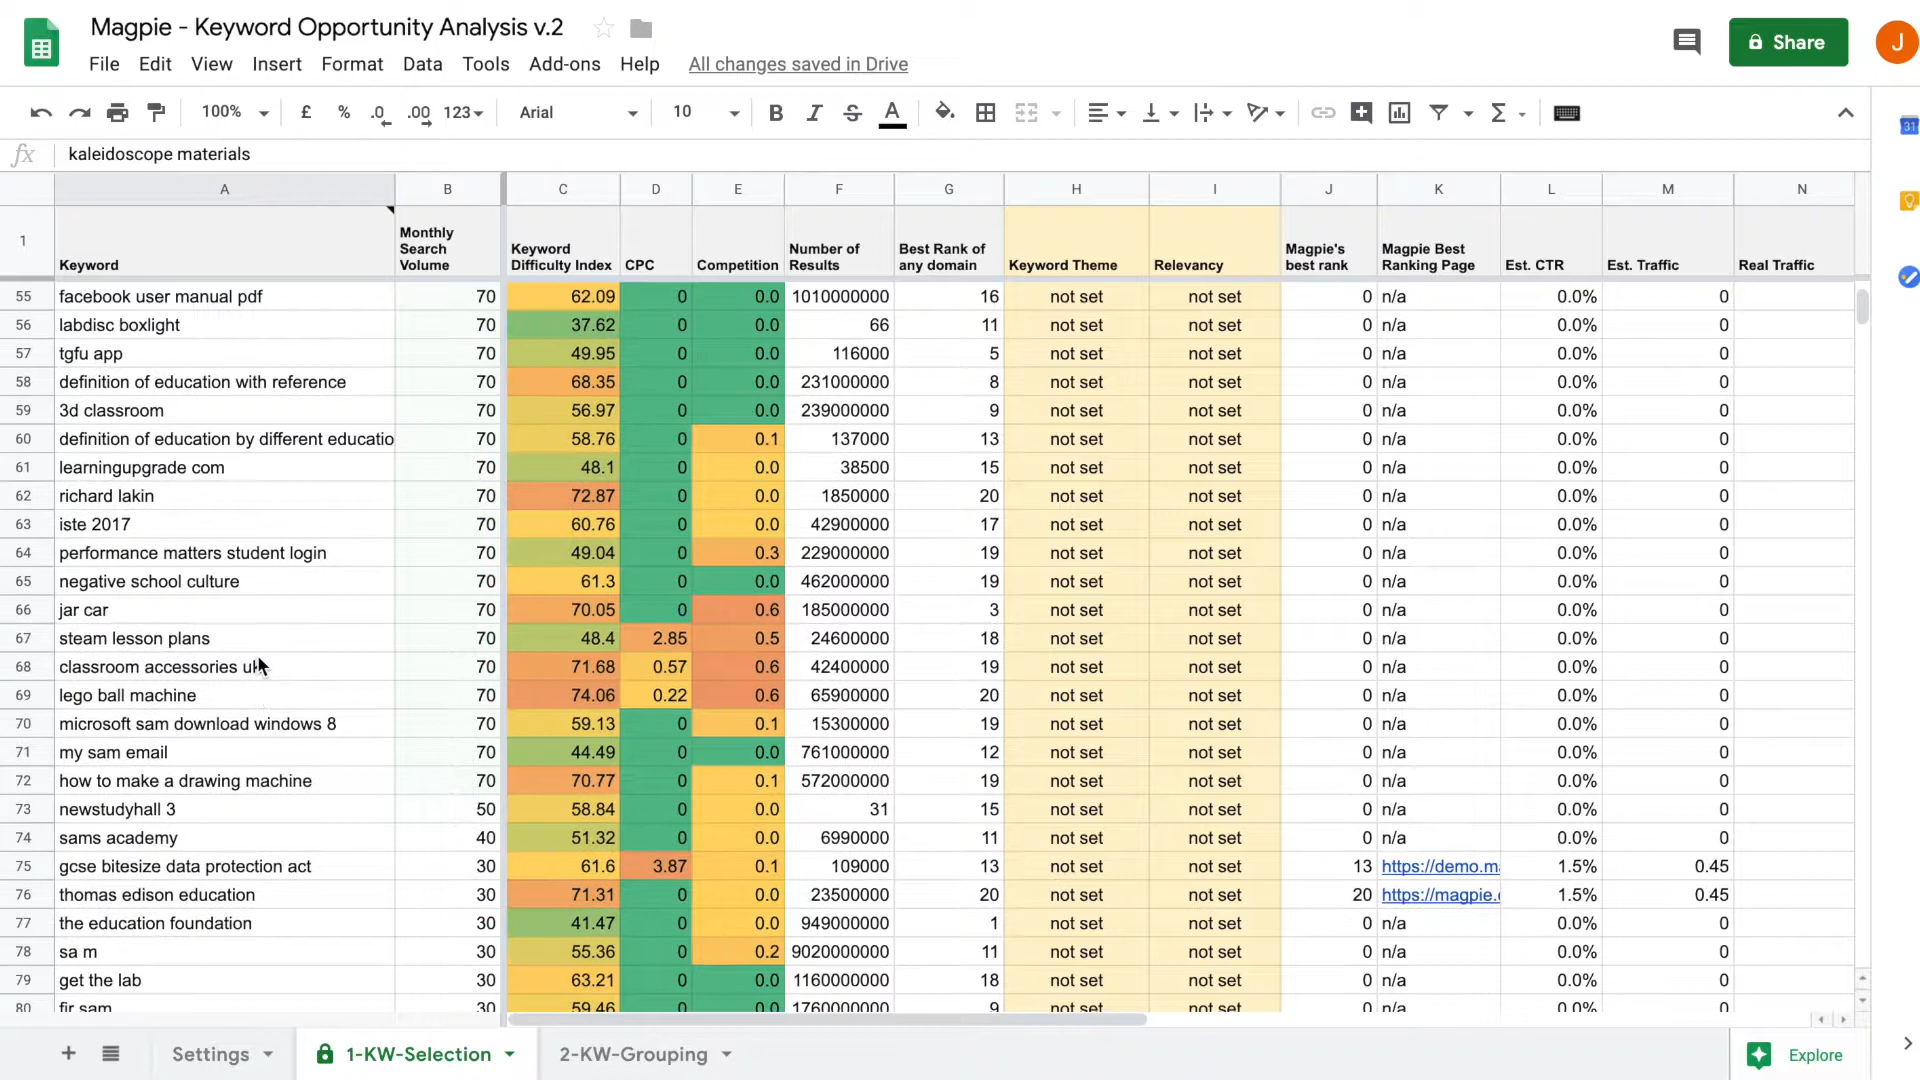 Magpie - Keyword Opportunity Analysis v.2
Share
J
File Edit View Insert Format Data Tools Add-ons Help All changes saved in Drive
100% £ % .0 .00 123 Arial 10 B I S A Σ
31
fx kaleidoscope materials
A B C D E F G H I J K L M N
1 Keyword Monthly Search Volume Keyword Difficulty Index CPC Competition Number of Results Best Rank of any domain Keyword Theme Relevancy Magpie's best rank Magpie Best Ranking Page Est. CTR Est. Traffic Real Traffic
55 facebook user manual pdf 70 62.09 0 0.0 1010000000 16 not set not set 0 n/a 0.0% 0
56 labdisc boxlight 70 37.62 0 0.0 66 11 not set not set 0 n/a 0.0% 0
57 tgfu app 70 49.95 0 0.0 116000 5 not set not set 0 n/a 0.0% 0
58 definition of education with reference 70 68.35 0 0.0 231000000 8 not set not set 0 n/a 0.0% 0
59 3d classroom 70 56.97 0 0.0 239000000 9 not set not set 0 n/a 0.0% 0
60 definition of education by different educatio 70 58.76 0 0.1 137000 13 not set not set 0 n/a 0.0% 0
61 learningupgrade com 70 48.1 0 0.0 38500 15 not set not set 0 n/a 0.0% 0
62 richard lakin 70 72.87 0 0.0 1850000 20 not set not set 0 n/a 0.0% 0
63 iste 2017 70 60.76 0 0.0 42900000 17 not set not set 0 n/a 0.0% 0
64 performance matters student login 70 49.04 0 0.3 229000000 19 not set not set 0 n/a 0.0% 0
65 negative school culture 70 61.3 0 0.0 462000000 19 not set not set 0 n/a 0.0% 0
66 jar car 70 70.05 0 0.6 185000000 3 not set not set 0 n/a 0.0% 0
67 steam lesson plans 70 48.4 2.85 0.5 24600000 18 not set not set 0 n/a 0.0% 0
68 classroom accessories uk 70 71.68 0.57 0.6 42400000 19 not set not set 0 n/a 0.0% 0
69 lego ball machine 70 74.06 0.22 0.6 65900000 20 not set not set 0 n/a 0.0% 0
70 microsoft sam download windows 8 70 59.13 0 0.1 15300000 19 not set not set 0 n/a 0.0% 0
71 my sam email 70 44.49 0 0.0 761000000 12 not set not set 0 n/a 0.0% 0
72 how to make a drawing machine 70 70.77 0 0.1 572000000 19 not set not set 0 n/a 0.0% 0
73 newstudyhall 3 50 58.84 0 0.0 31 15 not set not set 0 n/a 0.0% 0
74 sams academy 40 51.32 0 0.0 6990000 11 not set not set 0 n/a 0.0% 0
75 gcse bitesize data protection act 30 61.6 3.87 0.1 109000 13 not set not set 13 https://demo.m 1.5% 0.45
76 thomas edison education 30 71.31 0 0.0 23500000 20 not set not set 20 https://magpie. 1.5% 0.45
77 the education foundation 30 41.47 0 0.0 949000000 1 not set not set 0 n/a 0.0% 0
78 sa m 30 55.36 0 0.2 9020000000 11 not set not set 0 n/a 0.0% 0
79 get the lab 30 63.21 0 0.0 1160000000 18 not set not set 0 n/a 0.0% 0
80 fir sam 30 59.46 0 0.0 1760000000 9 not set not set 0 n/a 0.0% 0
Settings 1-KW-Selection 2-KW-Grouping Explore